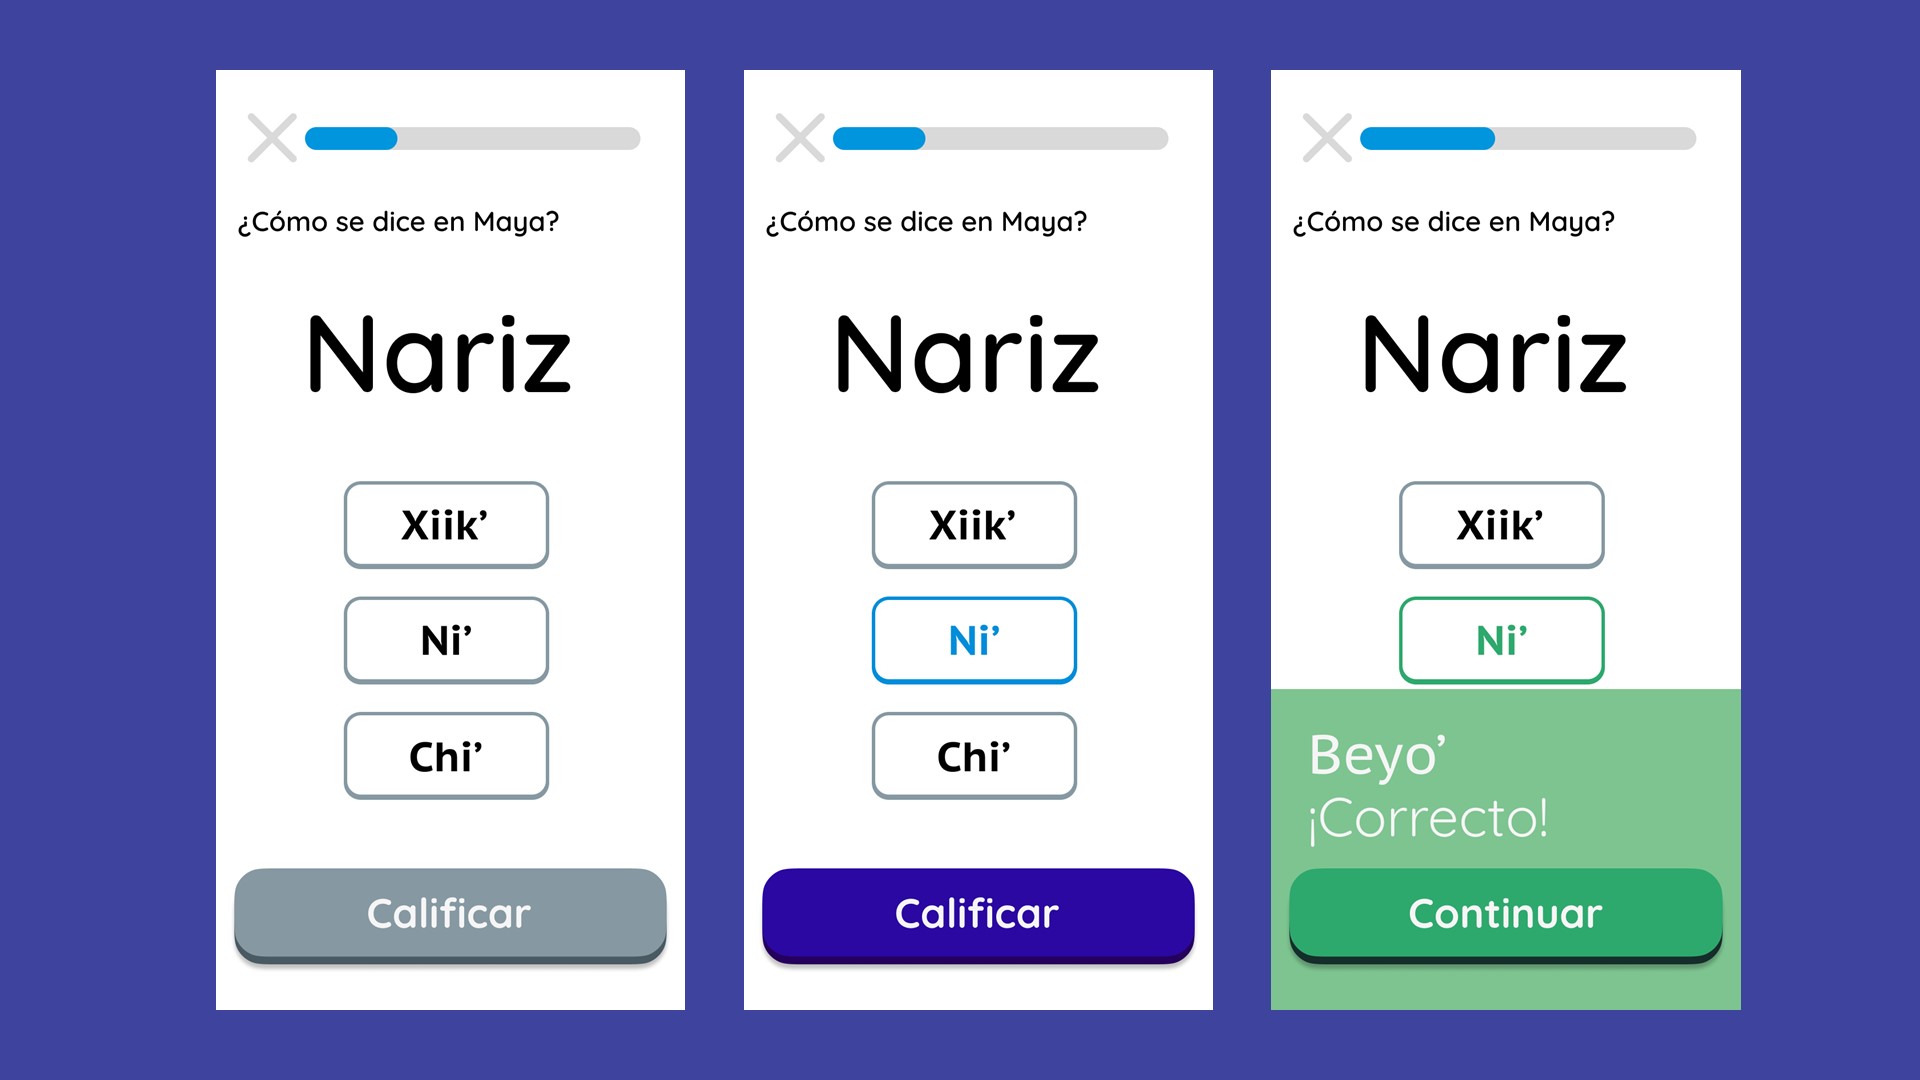 ¿Cómo se dice en Maya?
Nariz
Xiik’
Ni’
Chi’
Calificar
¿Cómo se dice en Maya?
Nariz
Xiik’
Ni’
Chi’
Calificar
¿Cómo se dice en Maya?
Nariz
Xiik’
Ni’
Beyo’
¡Correcto!
Continuar